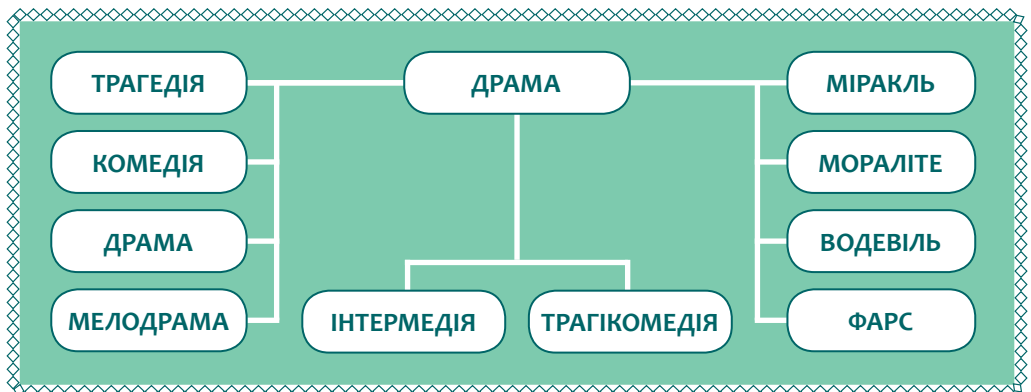 ТРАГЕДІЯ
ДРАМА
МІРАКЛЬ
КОМЕДІЯ
МОРАЛІТЕ
ДРАМА
ВОДЕВІЛЬ
МЕЛОДРАМА
ІНТЕРМЕДІЯ
ТРАГІКОМЕДІЯ
ФАРС